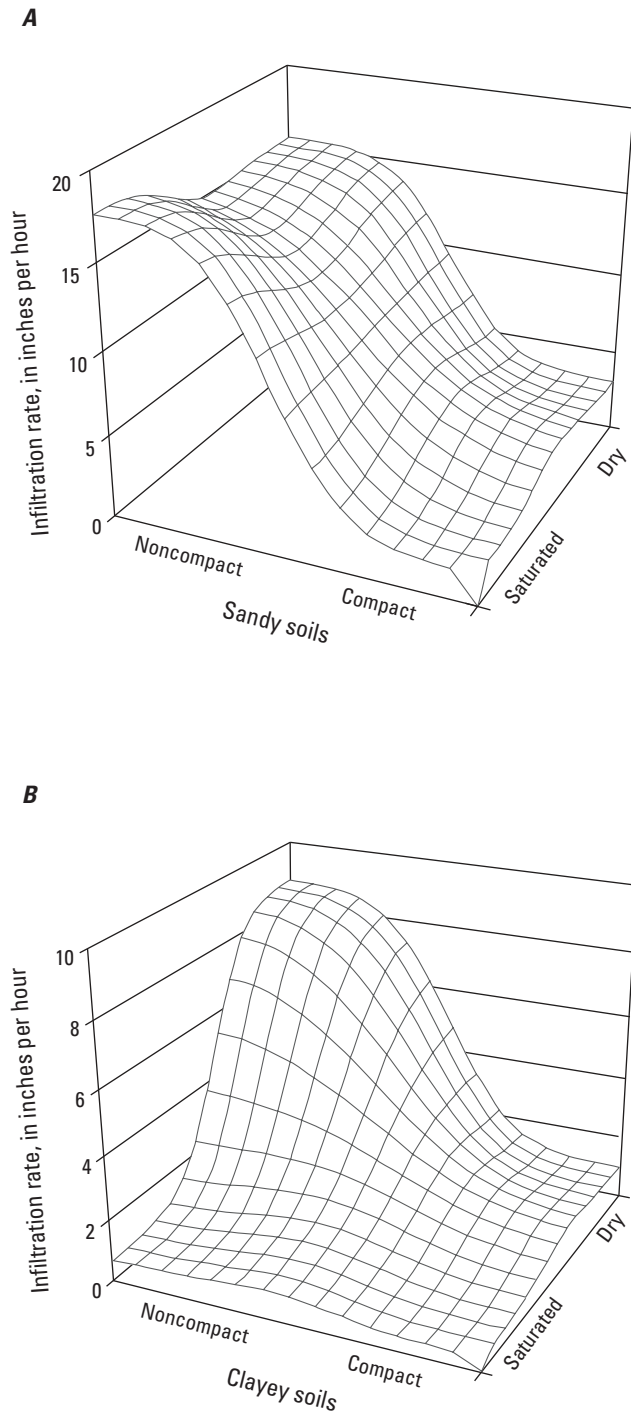 A
20
15
10
5
0
Infiltration rate, in inches per hour
Noncompact
Compact
Sandy soils
Saturated
Dry
B
10
8
6
4
2
0
Infiltration rate, in inches per hour
Noncompact
Compact
Clayey soils
Saturated
Dry